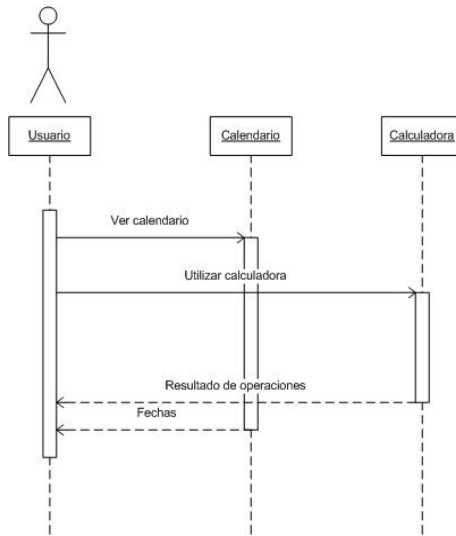 Usuario
Calendario
Calculadora
Ver calendario
Utilizar calculadora
Resultado de operaciones
Fechas